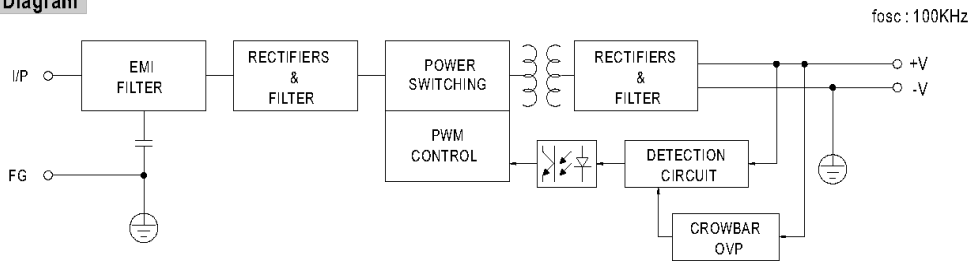 Diagram
fosc : 100KHz
I/P
EMI
FILTER
RECTIFIERS
&
FILTER
POWER
SWITCHING
RECTIFIERS
&
FILTER
+V
-V
PWM
CONTROL
DETECTION
CIRCUIT
FG
CROWBAR
OVP